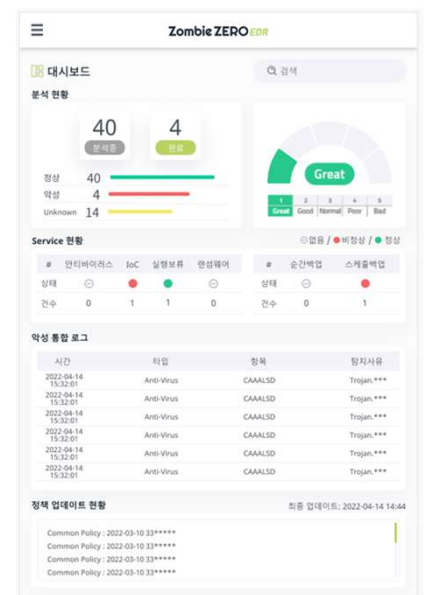 Zombie ZERO EDR
대시보드
검색
분석 현황
40
분석중
4
완료
정상 40
악성 4
Unknown 14
Great
1 2 3 4 5
Great Good Normal Poor Bad
Service 현황
없음 / 비정상 / 정상
# 안티바이러스 IoC 실행보류 랜섬웨어
상태
건수 0 1 1 0
# 순간백업 스케줄백업
상태
건수 0 1
악성 통합 로그
시간 타입 항목 탐지사유
2022-04-14 15:32:01 Anti-Virus CAAALSD Trojan.***
2022-04-14 15:32:01 Anti-Virus CAAALSD Trojan.***
2022-04-14 15:32:01 Anti-Virus CAAALSD Trojan.***
2022-04-14 15:32:01 Anti-Virus CAAALSD Trojan.***
2022-04-14 15:32:01 Anti-Virus CAAALSD Trojan.***
정책 업데이트 현황
최종 업데이트: 2022-04-14 14:44
Common Policy : 2022-03-10 33*****
Common Policy : 2022-03-10 33*****
Common Policy : 2022-03-10 33*****
Common Policy : 2022-03-10 33*****